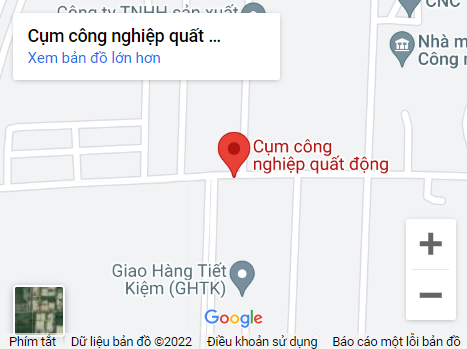 Công ty TNHH sản xuất
CNC
Cụm công nghiệp quất ...
Xem bản đồ lớn hơn
Nhà m
Công n
Cụm công
nghiệp quất động
Giao Hàng Tiết
Kiệm (GHTK)
Google
Phím tắt
Dữ liệu bản đồ ©2022
Điều khoản sử dụng
Báo cáo một lỗi bản đồ